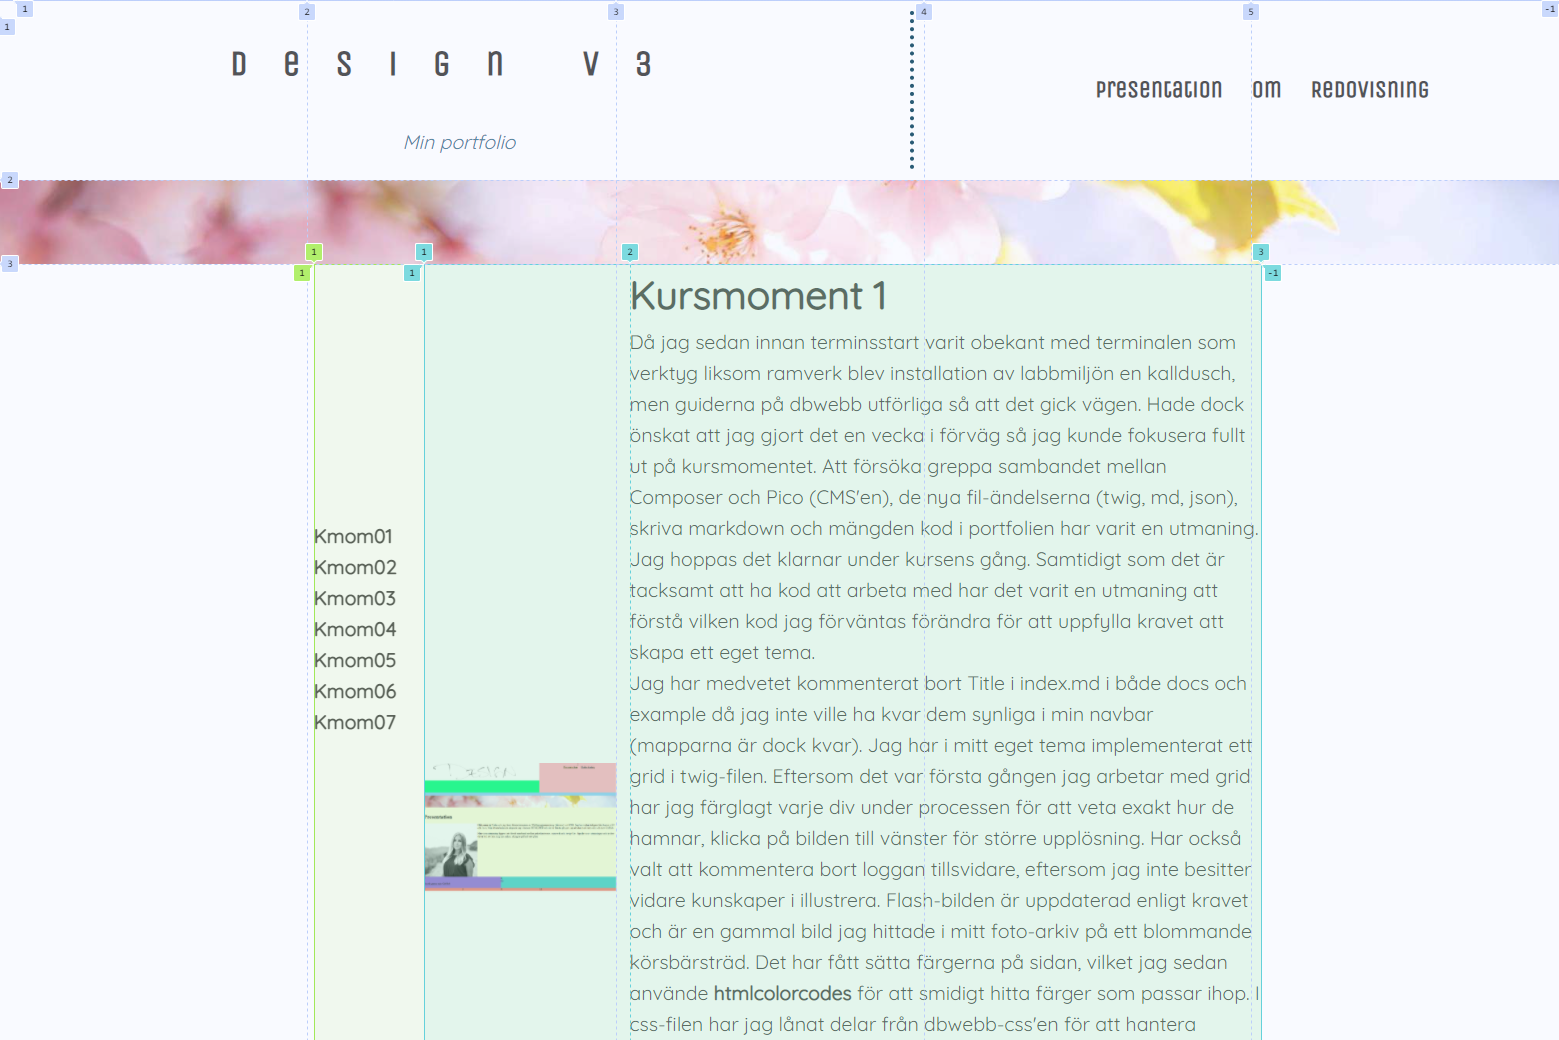 1
2
3
4
5
-1
1
Design v3
Presentation
om
Redovisning
Min portfolio
2
3
1
1
2
3
1
1
-1
Kursmoment 1
Då jag sedan innan terminsstart varit obekant med terminalen som
verktyg liksom ramverk blev installation av labbmiljön en kalldusch,
men guiderna på dbwebb utförliga så att det gick vägen. Hade dock
önskat att jag gjort det en vecka i förväg så jag kunde fokusera fullt
ut på kursmomentet. Att försöka greppa sambandet mellan
Composer och Pico (CMS'en), de nya fil-ändelserna (twig, md, json),
skriva markdown och mängden kod i portfolien har varit en utmaning.
Jag hoppas det klarnar under kursens gång. Samtidigt som det är
tacksamt att ha kod att arbeta med har det varit en utmaning att
förstå vilken kod jag förväntas förändra för att uppfylla kravet att
skapa ett eget tema.
Jag har medvetet kommenterat bort Title i index.md i både docs och
example då jag inte ville ha kvar dem synliga i min navbar
(mapparna är dock kvar). Jag har i mitt eget tema implementerat ett
grid i twig-filen. Eftersom det var första gången jag arbetar med grid
har jag färglagt varje div under processen för att veta exakt hur de
hamnar, klicka på bilden till vänster för större upplösning. Har också
valt att kommentera bort loggan tillsvidare, eftersom jag inte besitter
vidare kunskaper i illustrera. Flash-bilden är uppdaterad enligt kravet
och är en gammal bild jag hittade i mitt foto-arkiv på ett blommande
körsbärsträd. Det har fått sätta färgerna på sidan, vilket jag sedan
använde htmlcolorcodes för att smidigt hitta färger som passar ihop. I
css-filen har jag lånat delar från dbwebb-css'en för att hantera
Kmom01
Kmom02
Kmom03
Kmom04
Kmom05
Kmom06
Kmom07
Presentation